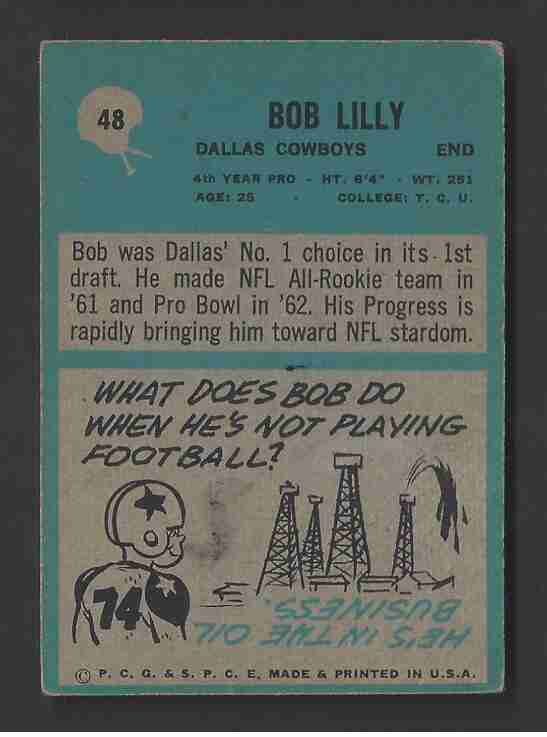 48
BOB LILLY
DALLAS COWBOYS END
4th YEAR PRO - HT. 6'4" - WT. 251
AGE: 25 - COLLEGE: T. C. U.
Bob was Dallas' No. 1 choice in its 1st
draft. He made NFL All-Rookie team in
'61 and Pro Bowl in '62. His Progress is
rapidly bringing him toward NFL stardom.
WHAT DOES BOB DO
WHEN HE'S NOT PLAYING
FOOTBALL?
74
HE'S IN THE OIL
BUSINESS.
© P. C. G. & S. P. C. E. MADE & PRINTED IN U.S.A.